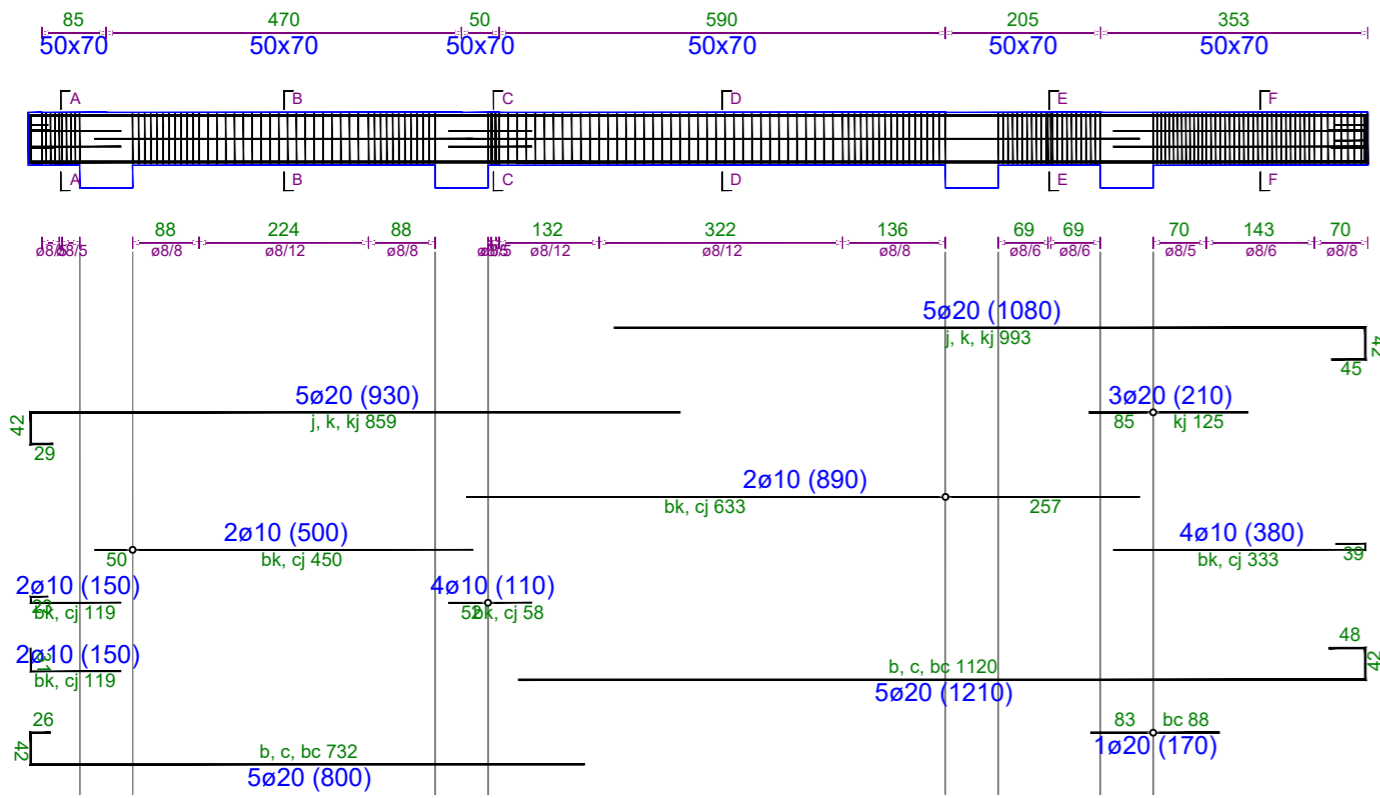 85 470 50 590 205 353
50x70 50x70 50x70 50x70 50x70 50x70
A B C D E F
A B C D E F
88 224 88 132 322 136 69 69 70 143 70
ø8/5 ø8/8 ø8/12 ø8/8 ø8/12 ø8/12 ø8/8 ø8/6 ø8/6 ø8/5 ø8/6 ø8/8
5ø20 (1080)
j, k, kj 993
42
45
5ø20 (930)
j, k, kj 859
42
29
3ø20 (210)
85 kj 125
2ø10 (890)
bk, cj 633 257
2ø10 (500)
50 bk, cj 450
4ø10 (380)
bk, cj 333 39
2ø10 (150)
bk, cj 119
4ø10 (110)
52 bk, cj 58
2ø10 (150)
31
bk, cj 119
48
42
b, c, bc 1120
5ø20 (1210)
26
42
b, c, bc 732
5ø20 (800)
83 bc 88
1ø20 (170)